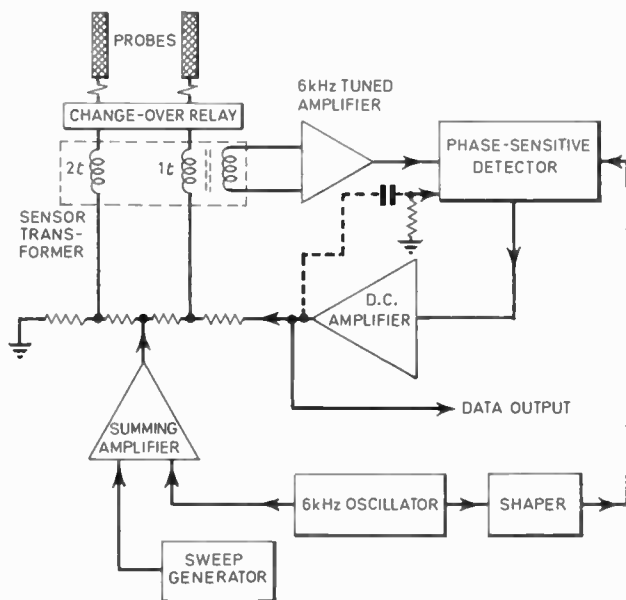 PROBES
6kHz TUNED
AMPLIFIER
CHANGE-OVER RELAY
PHASE-SENSITIVE
DETECTOR
2t
1t
SENSOR
TRANS-
FORMER
D.C.
AMPLIFIER
DATA OUTPUT
SUMMING
AMPLIFIER
6kHz OSCILLATOR
SHAPER
SWEEP
GENERATOR